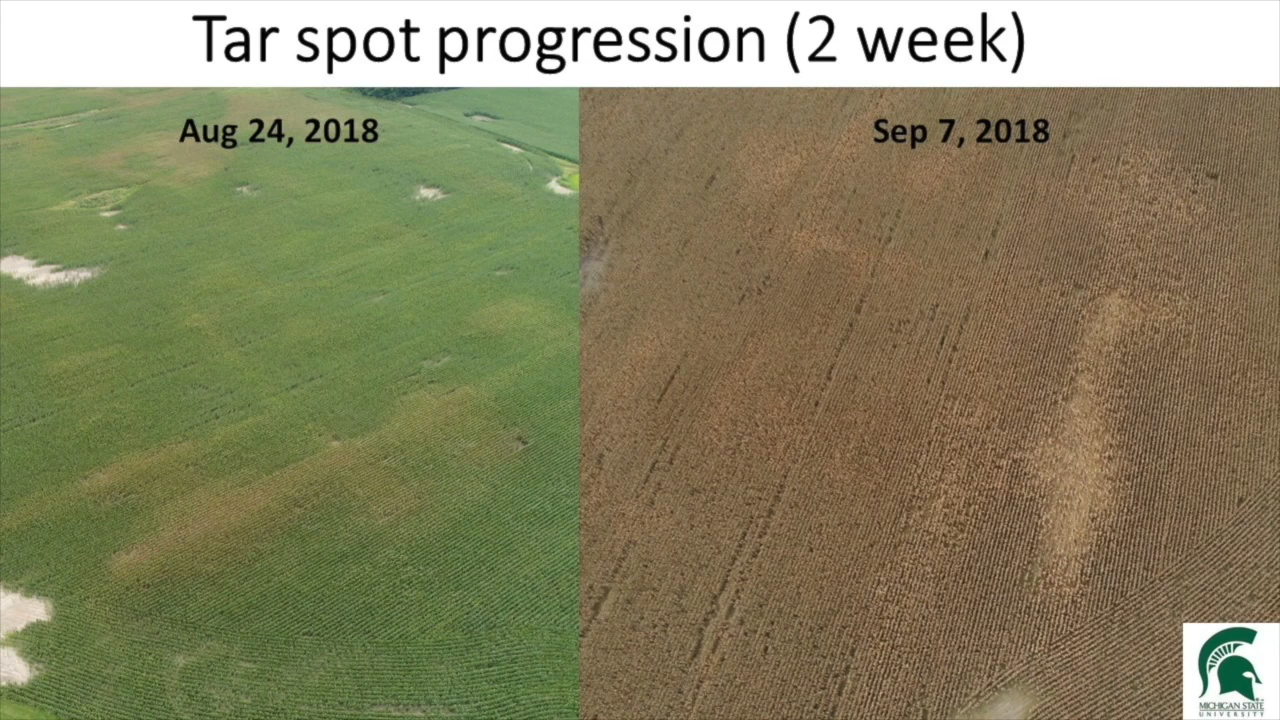 Tar spot progression (2 week)
Aug 24, 2018
Sep 7, 2018
MICHIGAN STATE
UNIVERSITY